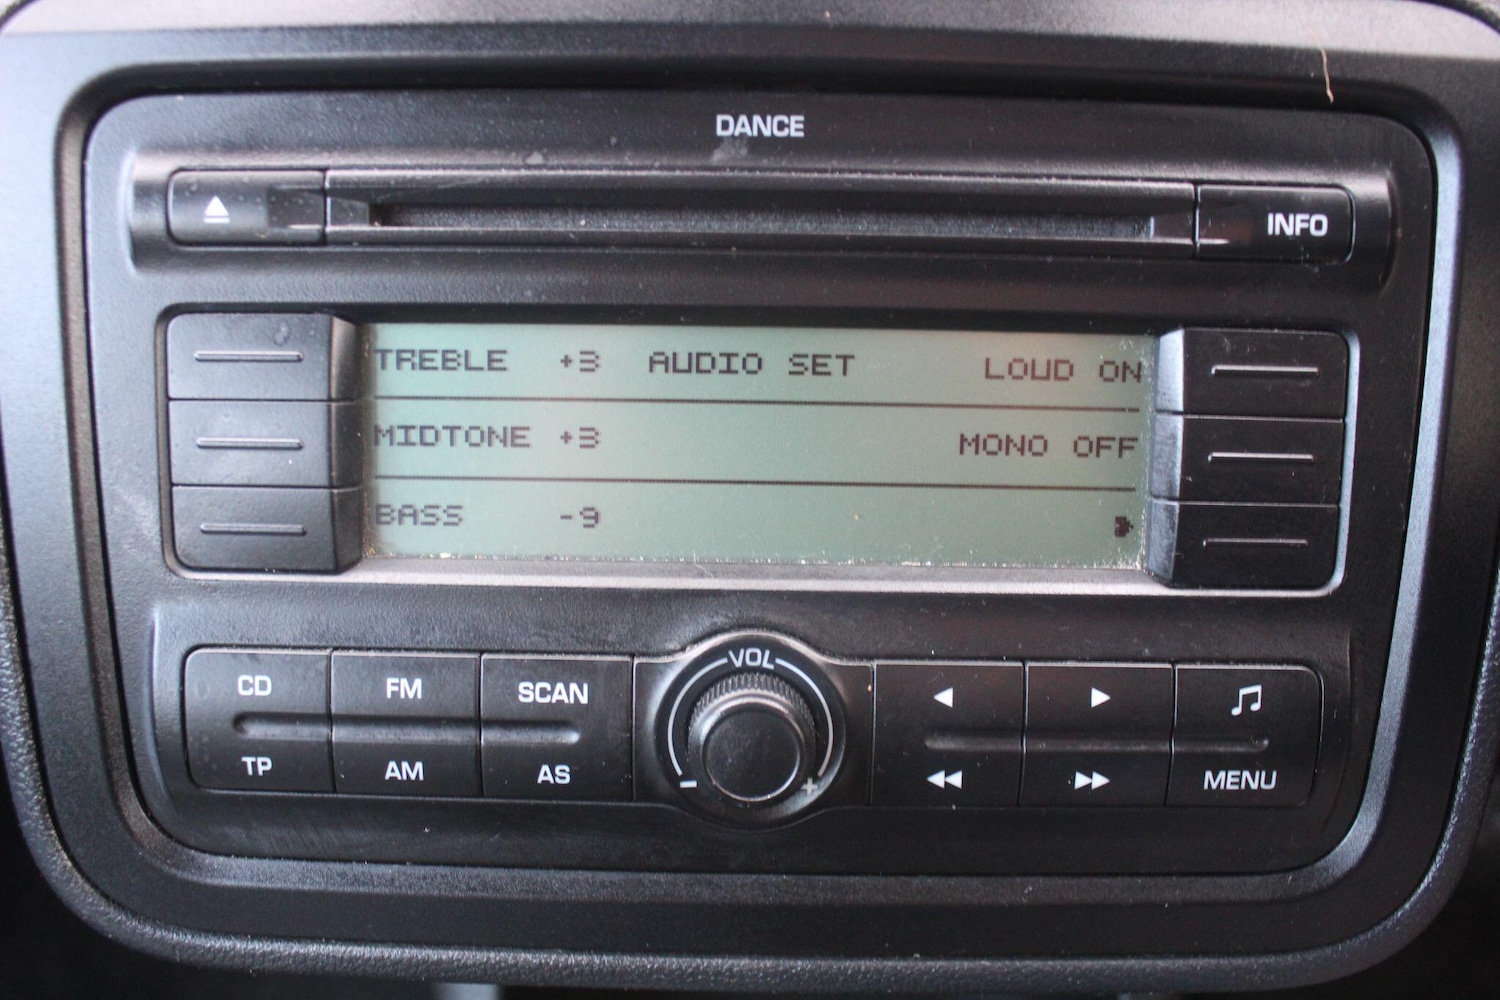 DANCE
INFO
TREBLE +3 AUDIO SET LOUD ON
MIDTONE +3 MONO OFF
BASS -9
VOL
- +
CD FM SCAN
TP AM AS MENU